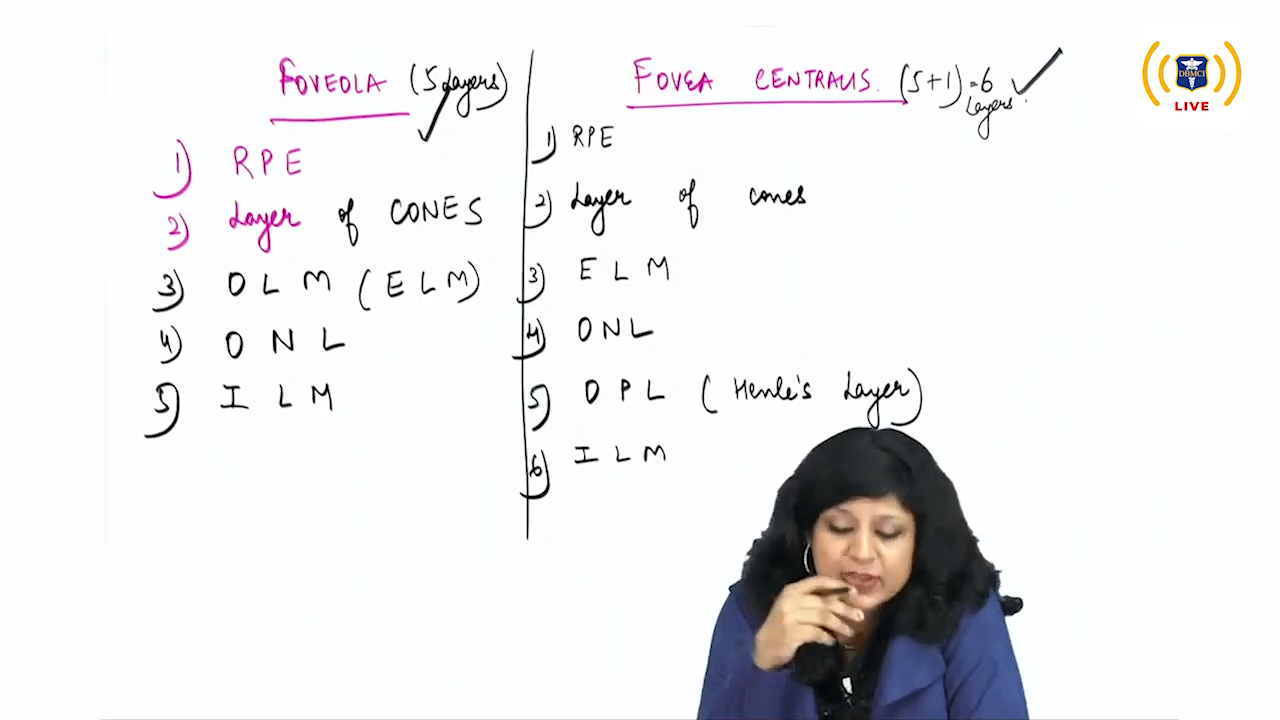 FOVEOLA (5 Layers)
1) RPE
2) Layer of CONES
3) OLM (ELM)
4) ONL
5) ILM
FOVEA CENTRALIS. (5+1) = 6 Layers.
1) RPE
2) Layer of cones
3) ELM
4) ONL
5) OPL (Henle's Layer)
6) ILM
DBMCI
LIVE